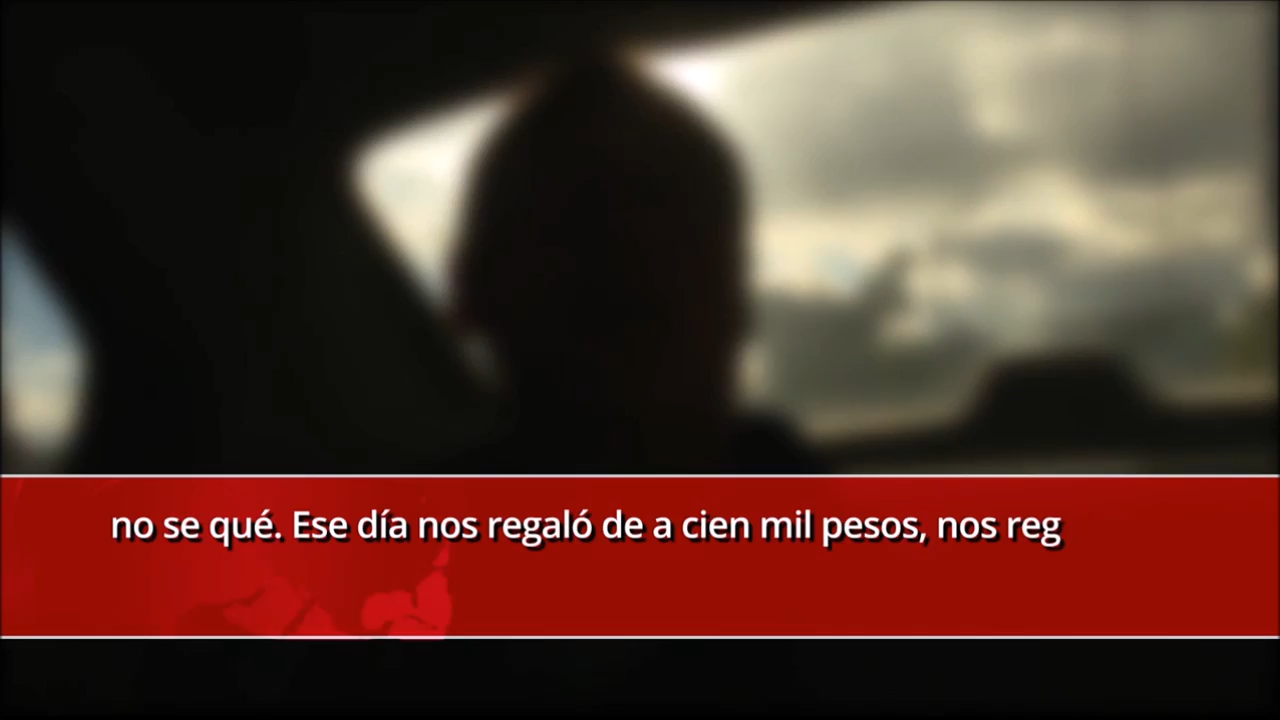 no se qué. Ese día nos regaló de a cien mil pesos, nos reg